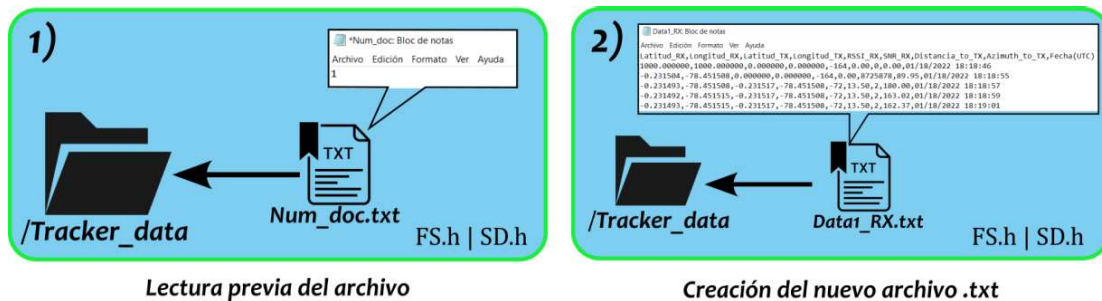 1)
*Num_doc: Bloc de notas
Archivo Edición Formato Ver Ayuda
1
TXT
Num_doc.txt
/Tracker_data
FS.h | SD.h
Lectura previa del archivo
2)
Data1_RX: Bloc de notas
Archivo Edición Formato Ver Ayuda
Latitud_RX,Longitud_RX,Latitud_TX,Longitud_TX,RSSI_RX,SNR_RX,Distancia_to_TX,Azimuth_to_TX,Fecha(UTC)
1000.000000,1000.000000,0.000000,0.000000,-164,0.00,0,0.00,01/18/2022 18:18:46
-0.231504,-78.451508,0.000000,0.000000,-164,0.00,8725878,89.95,01/18/2022 18:18:55
-0.231493,-78.451508,-0.231517,-78.451508,-72,13.50,2,180.00,01/18/2022 18:18:57
-0.231492,-78.451515,-0.231517,-78.451508,-72,13.50,2,163.02,01/18/2022 18:18:59
-0.231493,-78.451515,-0.231517,-78.451508,-72,13.50,2,162.37,01/18/2022 18:19:01
TXT
/Tracker_data
Data1_RX.txt
FS.h | SD.h
Creación del nuevo archivo .txt